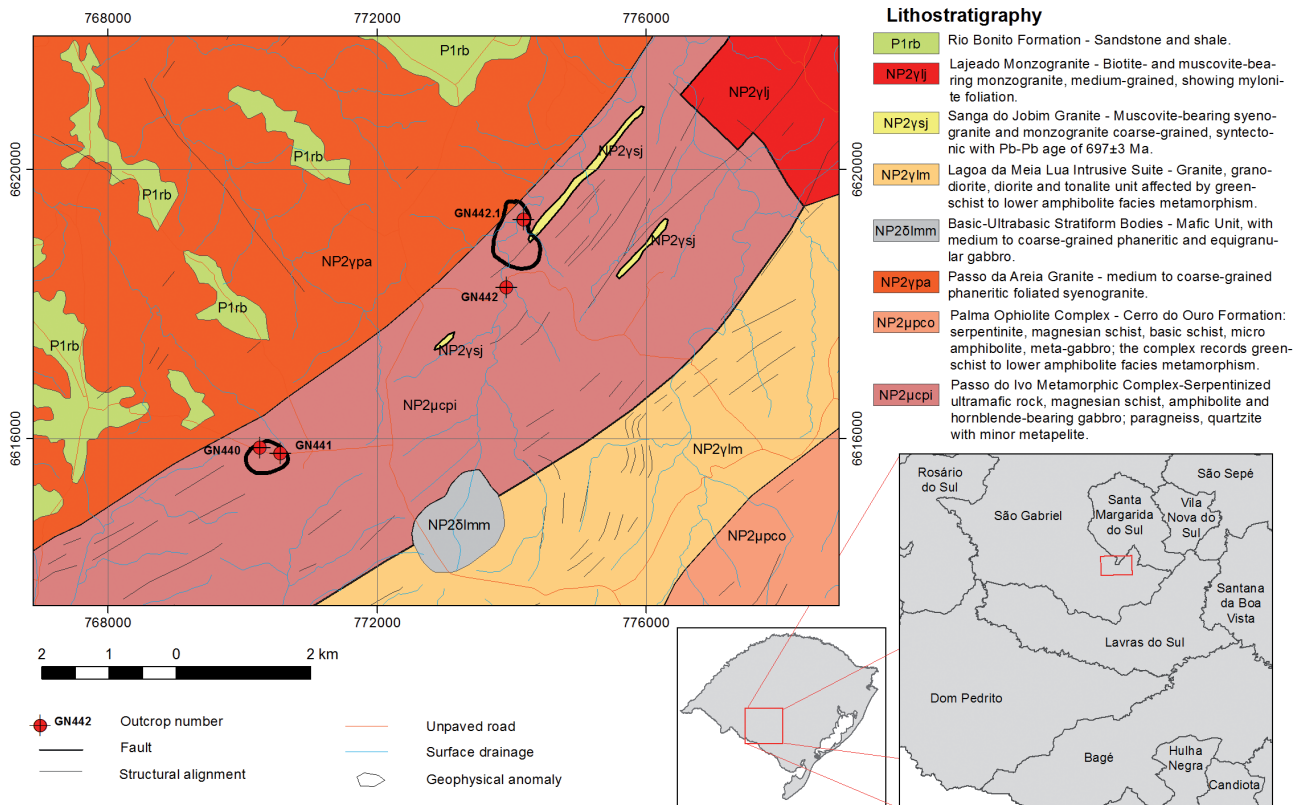 768000
772000
776000
6620000
6616000
6620000
6616000
P1rb
P1rb
P1rb
P1rb
P1rb
NP2γpa
NP2γlj
NP2γsj
NP2γsj
NP2γsj
GN442.1
GN442
NP2μcpi
GN440
GN441
NP2γlm
NP2δlmm
NP2μpco
768000
772000
776000
2 1 0 2 km
GN442 Outcrop number
Fault
Structural alignment
Unpaved road
Surface drainage
Geophysical anomaly
Lithostratigraphy
P1rb Rio Bonito Formation - Sandstone and shale.
NP2γlj Lajeado Monzogranite - Biotite- and muscovite-bea-
ring monzogranite, medium-grained, showing myloni-
te foliation.
NP2γsj Sanga do Jobim Granite - Muscovite-bearing syeno-
granite and monzogranite coarse-grained, syntecto-
nic with Pb-Pb age of 697±3 Ma.
NP2γlm Lagoa da Meia Lua Intrusive Suite - Granite, grano-
diorite, diorite and tonalite unit affected by green-
schist to lower amphibolite facies metamorphism.
NP2δlmm Basic-Ultrabasic Stratiform Bodies - Mafic Unit, with
medium to coarse-grained phaneritic and equigranu-
lar gabbro.
NP2γpa Passo da Areia Granite - medium to coarse-grained
phaneritic foliated syenogranite.
NP2μpco Palma Ophiolite Complex - Cerro do Ouro Formation:
serpentinite, magnesian schist, basic schist, micro
amphibolite, meta-gabbro; the complex records green-
schist to lower amphibolite facies metamorphism.
NP2μcpi Passo do Ivo Metamorphic Complex-Serpentinized
ultramafic rock, magnesian schist, amphibolite and
hornblende-bearing gabbro; paragneiss, quartzite
with minor metapelite.
Rosário
do Sul
São Gabriel
Santa
Margarida
do Sul
São Sepé
Vila
Nova do
Sul
Santana
da Boa
Vista
Lavras do Sul
Dom Pedrito
Bagé
Hulha
Negra
Candiota